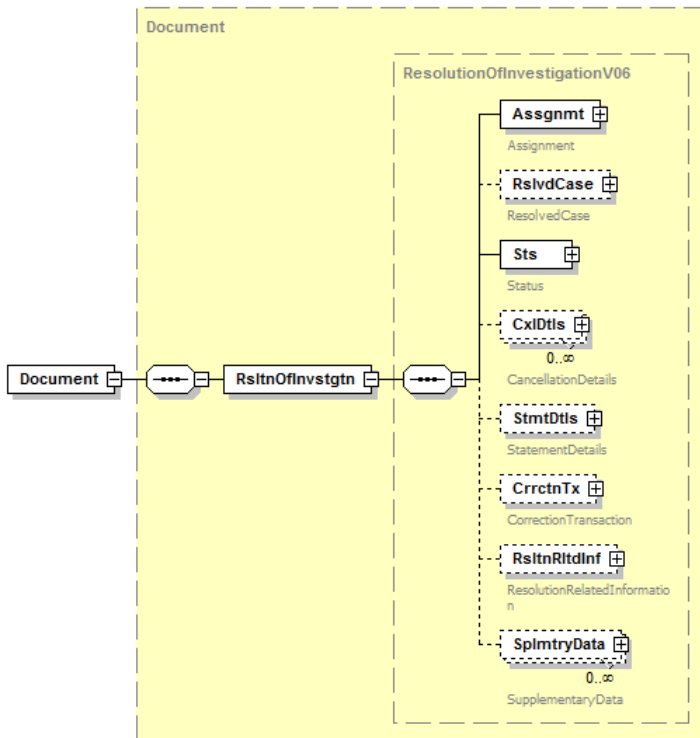 Document
ResolutionOfInvestigationV06
Assgnmt
Assignment
RslvdCase
ResolvedCase
Sts
Status
CxlDtls
0..∞
CancellationDetails
Document
RsltnOfInvstgtn
StmtDtls
StatementDetails
CrrctnTx
CorrectionTransaction
RsltnRltdInf
ResolutionRelatedInformatio
n
SplmtryData
0..∞
SupplementaryData